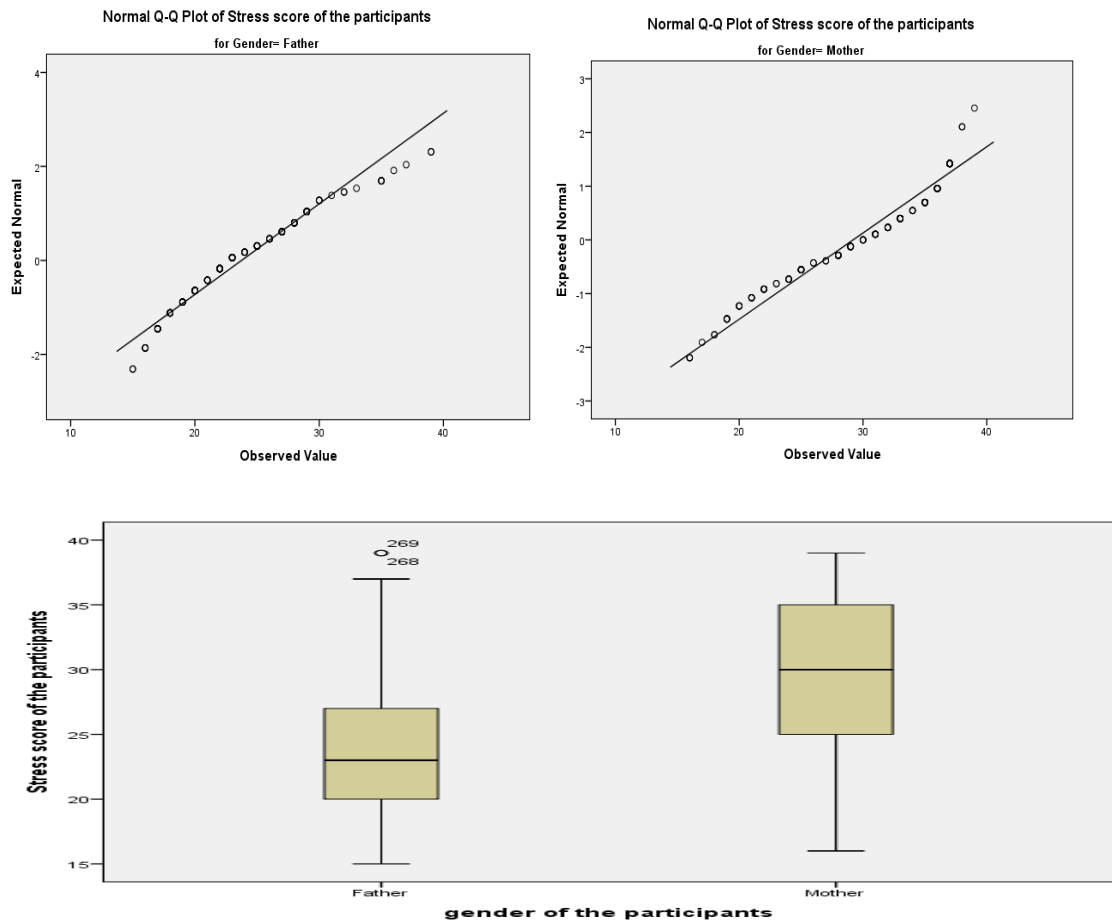 Normal Q-Q Plot of Stress score of the participants
for Gender= Father
4
2
0
-2
Expected Normal
10 20 30 40
Observed Value
Normal Q-Q Plot of Stress score of the participants
for Gender= Mother
3
2
1
0
-1
-2
-3
Expected Normal
10 20 30 40
Observed Value
Stress score of the participants
40
35
30
25
20
15
269
268
Father Mother
gender of the participants